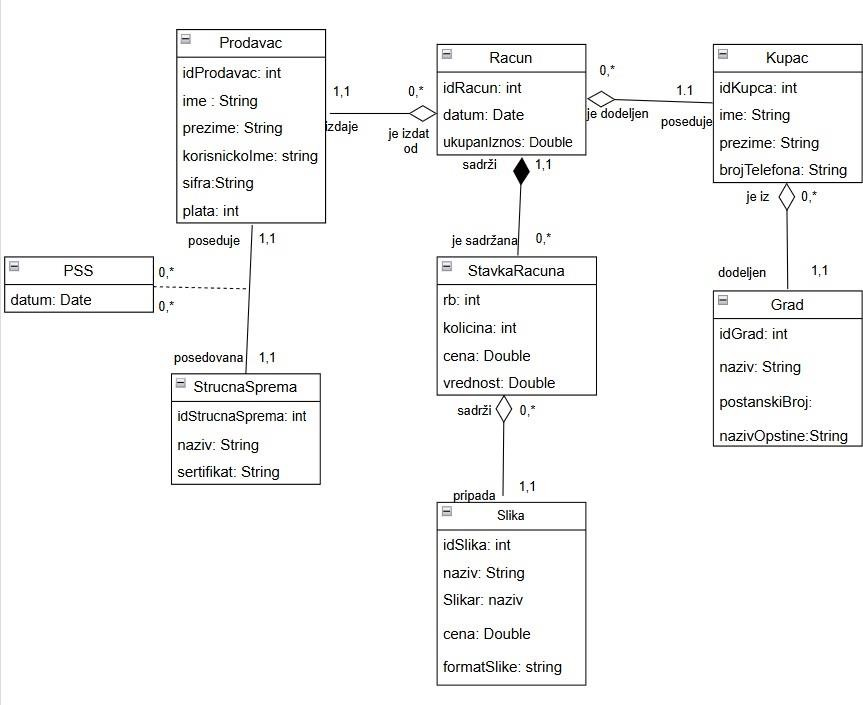 Prodavac
idProdavac: int
ime : String
prezime: String
korisnickoIme: string
sifra:String
plata: int
1,1
izdaje
0,*
je izdat
od
Racun
idRacun: int
datum: Date
ukupanIznos: Double
0,*
je dodeljen
1.1
poseduje
Kupac
idKupca: int
ime: String
prezime: String
brojTelefona: String
sadrži
1,1
je sadržana
0,*
je iz
0,*
dodeljen
1,1
poseduje
1,1
PSS
datum: Date
0,*
0,*
posedovana
1,1
StrucnaSprema
idStrucnaSprema: int
naziv: String
sertifikat: String
StavkaRacuna
rb: int
kolicina: int
cena: Double
vrednost: Double
Grad
idGrad: int
naziv: String
postanskiBroj:
nazivOpstine:String
sadrži
0,*
pripada
1,1
Slika
idSlika: int
naziv: String
Slikar: naziv
cena: Double
formatSlike: string